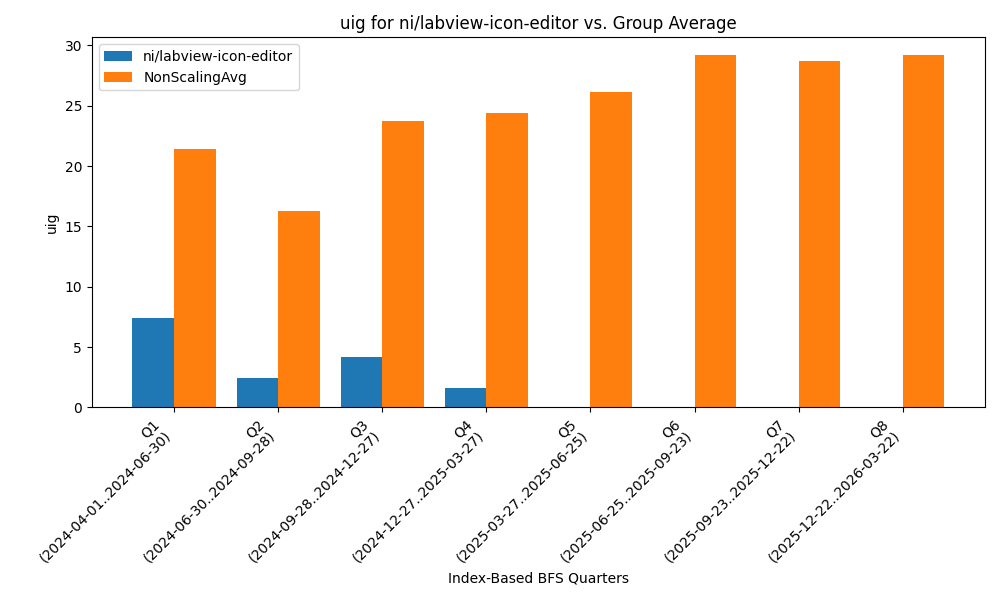 uig for ni/labview-icon-editor vs. Group Average
ni/labview-icon-editor
NonScalingAvg
30
25
20
15
10
5
0
uig
Q1
(2024-04-01..2024-06-30)
Q2
(2024-06-30..2024-09-28)
Q3
(2024-09-28..2024-12-27)
Q4
(2024-12-27..2025-03-27)
Q5
(2025-03-27..2025-06-25)
Q6
(2025-06-25..2025-09-23)
Q7
(2025-09-23..2025-12-22)
Q8
(2025-12-22..2026-03-22)
Index-Based BFS Quarters